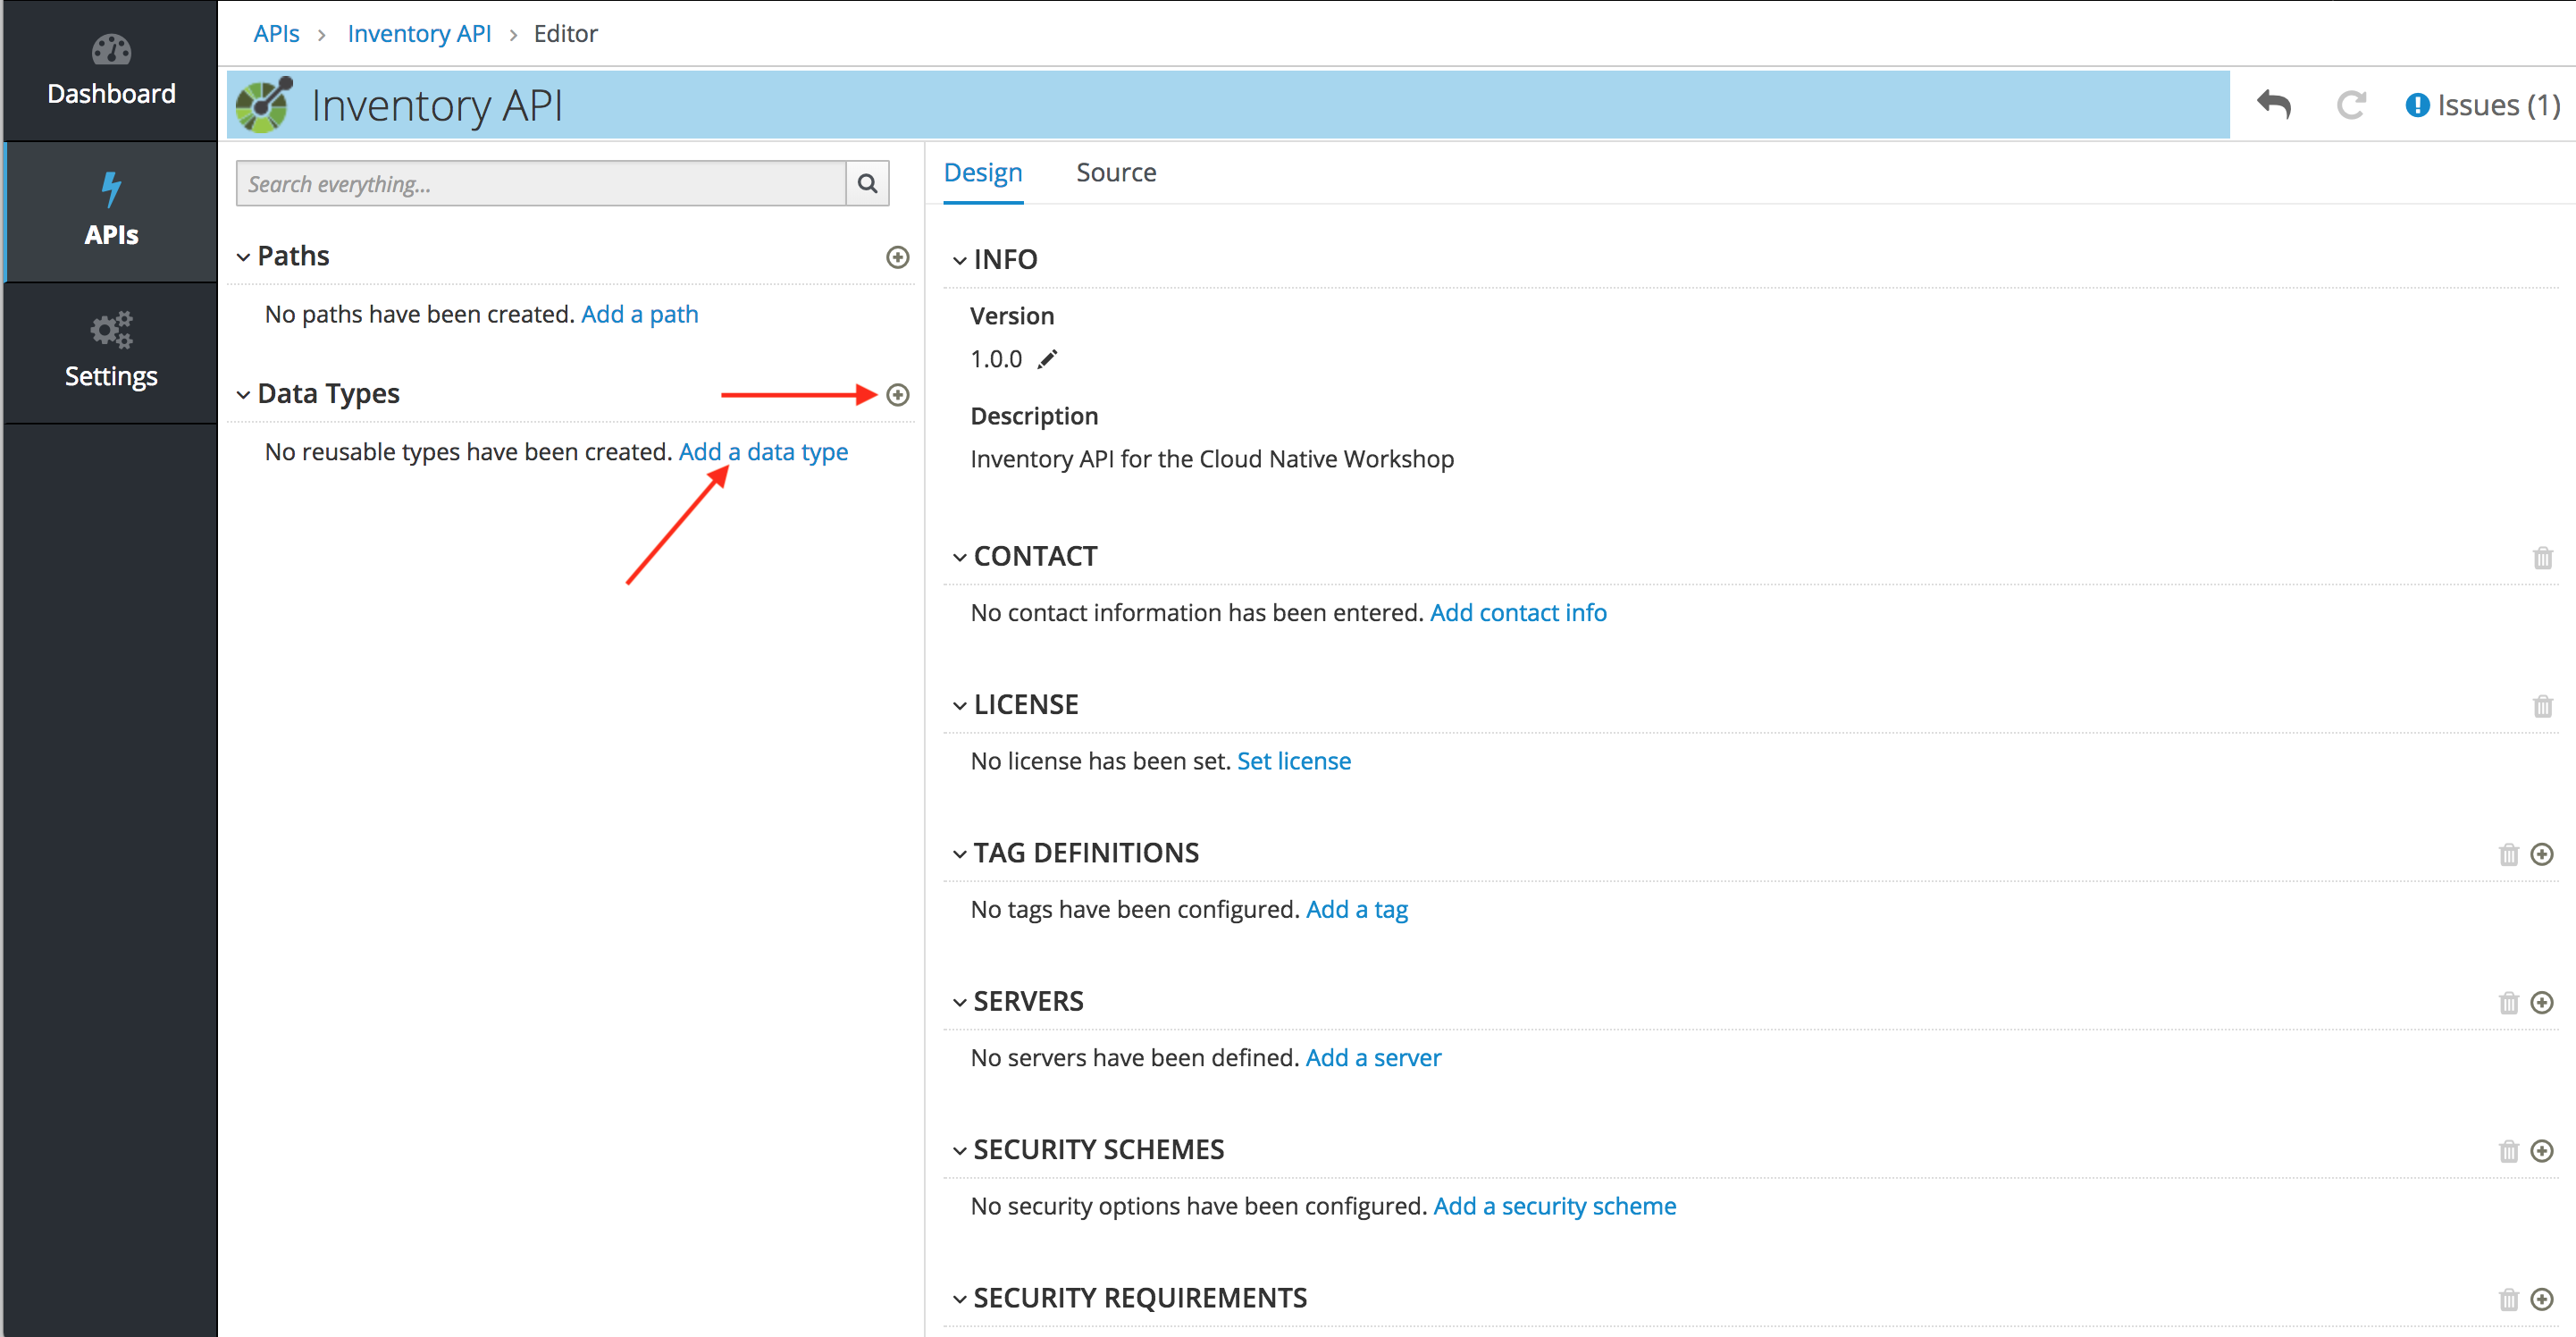 APIs > Inventory API > Editor
Dashboard
APIs
Settings
Inventory API
Issues (1)
Search everything...
Paths
No paths have been created. Add a path
Data Types
No reusable types have been created. Add a data type
Design Source
INFO
Version
1.0.0
Description
Inventory API for the Cloud Native Workshop
CONTACT
No contact information has been entered. Add contact info
LICENSE
No license has been set. Set license
TAG DEFINITIONS
No tags have been configured. Add a tag
SERVERS
No servers have been defined. Add a server
SECURITY SCHEMES
No security options have been configured. Add a security scheme
SECURITY REQUIREMENTS